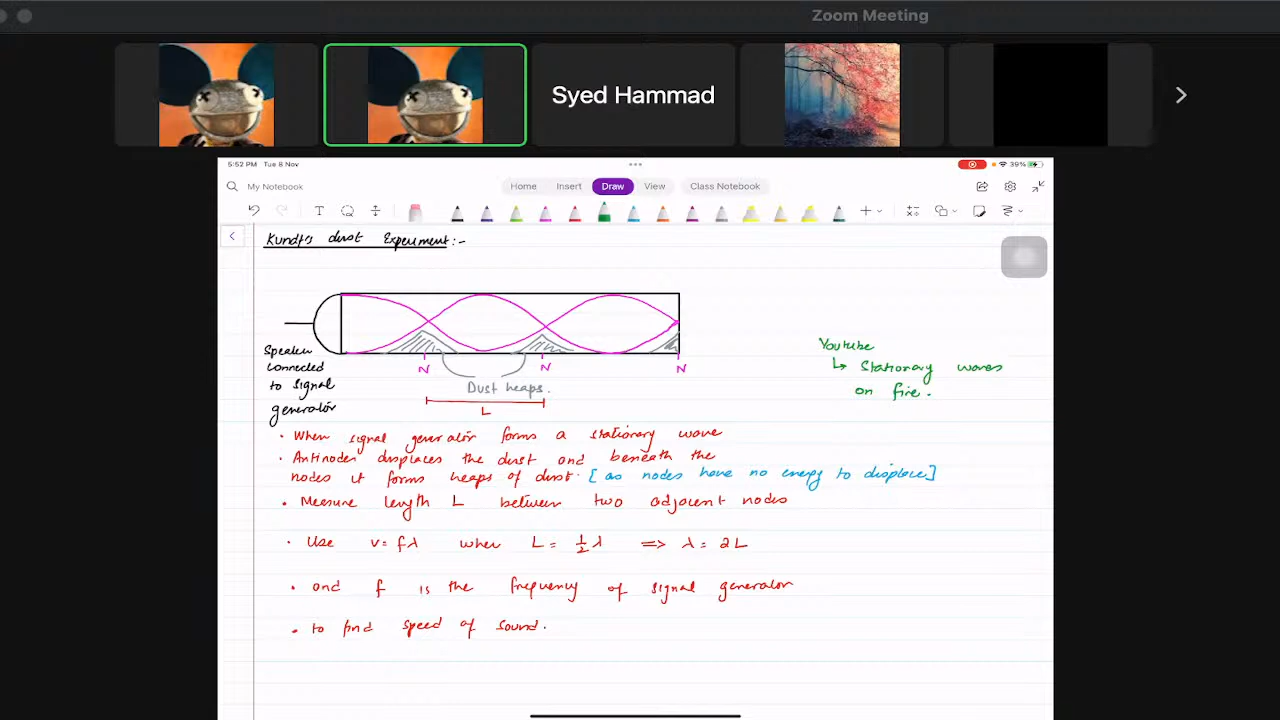 Zoom Meeting
Syed Hammad
5:52 PM Tue 8 Nov
39%
My Notebook
Home Insert Draw View Class Notebook
Kundt's dust Experiment:-
Speaker
connected
to signal
generator
N N N
Dust heaps.
L
Youtube
↳ Stationary waves
on fire.
• When signal generator forms a stationary wave
• Antinodes displaces the dust and beneath the
nodes it forms heaps of dust. [as nodes have no energy to displace]
• Measure length L between two adjacent nodes
• Use v = fλ when L = 1/2 λ ⟹ λ = 2L
• and f is the frequency of signal generator
• to find speed of sound.